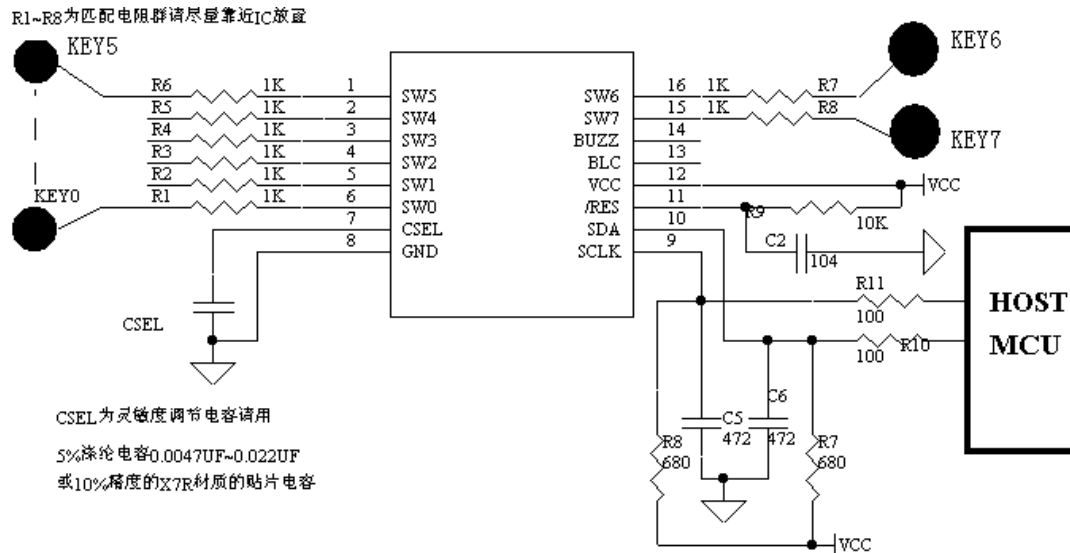 R1~R8为匹配电阻群请尽量靠近IC放置
KEY5
KEY6
R6 1K 1 SW5
SW6 16 1K R7
R5 1K 2 SW4
SW7 15 1K R8
R4 1K 3 SW3
BUZZ 14
KEY7
R3 1K 4 SW2
BLC 13
R2 1K 5 SW1
VCC 12
VCC
KEY0
R1 1K 6 SW0
/RES 11
R9
10K
7 CSEL
SDA 10
8 GND
SCLK 9
C2
104
R11
100
HOST
MCU
CSEL
100
R10
C6
C5
472
472
R8
680
R7
680
VCC
CSEL为灵敏度调节电容请用
5%涤纶电容0.0047UF~0.022UF
或10%精度的X7R材质的贴片电容